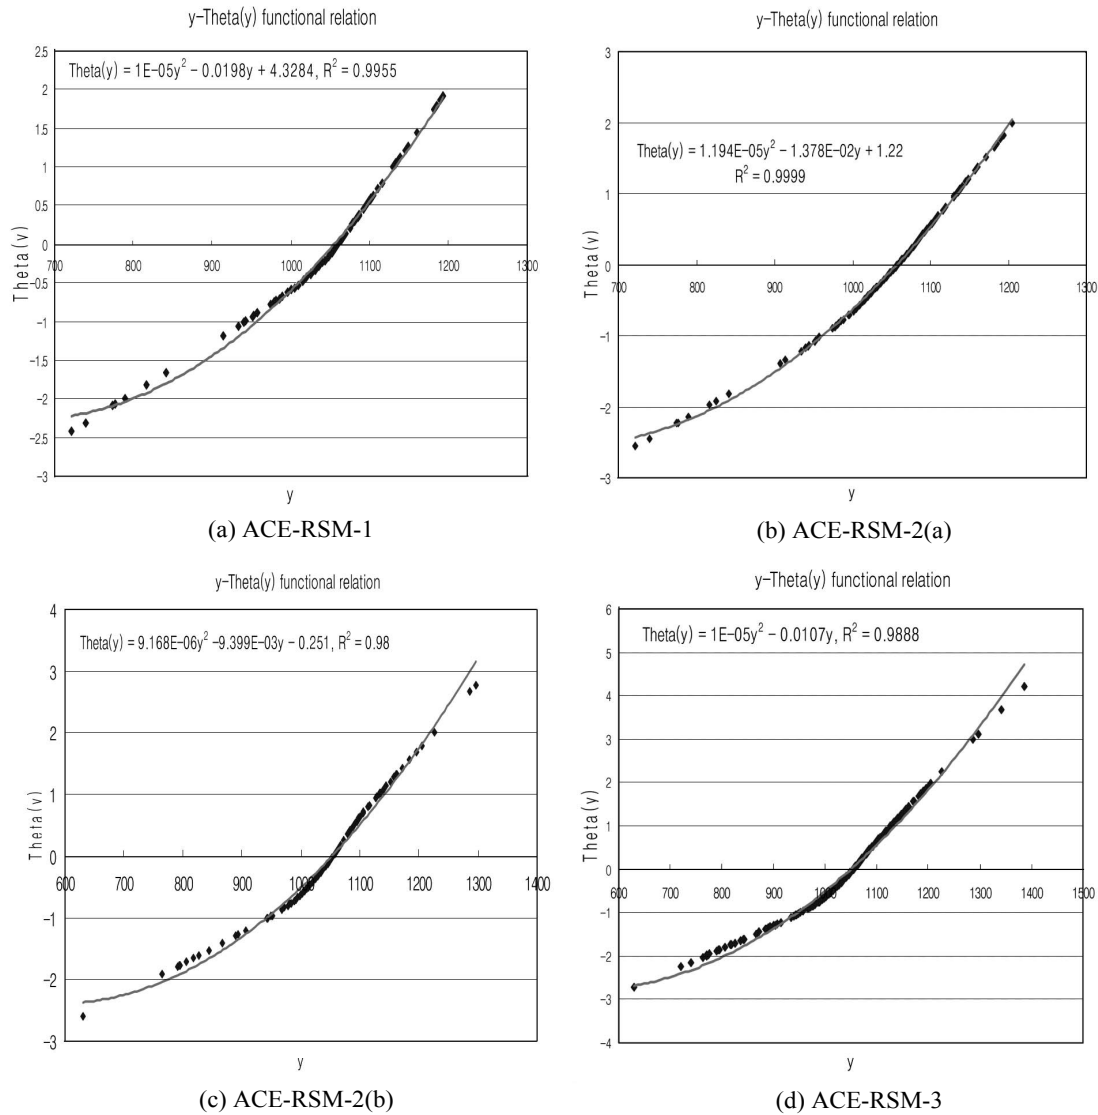 y-Theta(y) functional relation
Theta(y) = 1E-05y² - 0.0198y + 4.3284, R² = 0.9955
2.5
2
1.5
1
0.5
0
-0.5
-1
-1.5
-2
-2.5
-3
700 800 900 1000 1100 1200 1300
Theta(y)
y
(a) ACE-RSM-1
y-Theta(y) functional relation
Theta(y) = 1.194E-05y² - 1.378E-02y + 1.22
R² = 0.9999
3
2
1
0
-1
-2
-3
700 800 900 1000 1100 1200 1300
Theta(y)
y
(b) ACE-RSM-2(a)
y-Theta(y) functional relation
Theta(y) = 9.168E-06y² -9.399E-03y - 0.251, R² = 0.98
4
3
2
1
0
-1
-2
-3
600 700 800 900 1000 1100 1200 1300 1400
Theta(y)
y
(c) ACE-RSM-2(b)
y-Theta(y) functional relation
Theta(y) = 1E-05y² - 0.0107y, R² = 0.9888
6
5
4
3
2
1
0
-1
-2
-3
-4
600 700 800 900 1000 1100 1200 1300 1400 1500
Theta(y)
y
(d) ACE-RSM-3